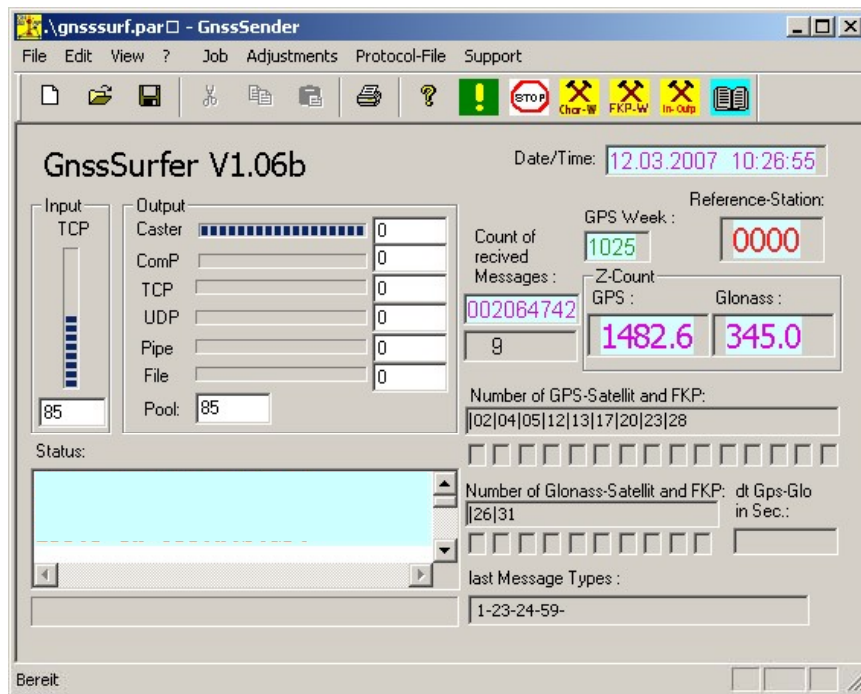 .\gnsssurf.par□ - GnssSender
File Edit View ? Job Adjustments Protocol-File Support
STOP Char-W FKP-W In-Outp
GnssSurfer V1.06b
Date/Time: 12.03.2007 10:26:55
Input
TCP
85
Output
Caster 0
ComP 0
TCP 0
UDP 0
Pipe 0
File 0
Pool: 85
Count of
recived
Messages :
002064742
9
GPS Week :
1025
Reference-Station:
0000
Z-Count
GPS : Glonass :
1482.6 345.0
Number of GPS-Satellit and FKP:
|02|04|05|12|13|17|20|23|28
Status:
Number of Glonass-Satellit and FKP:
|26|31
dt Gps-Glo
in Sec.:
last Message Types :
1-23-24-59-
Bereit